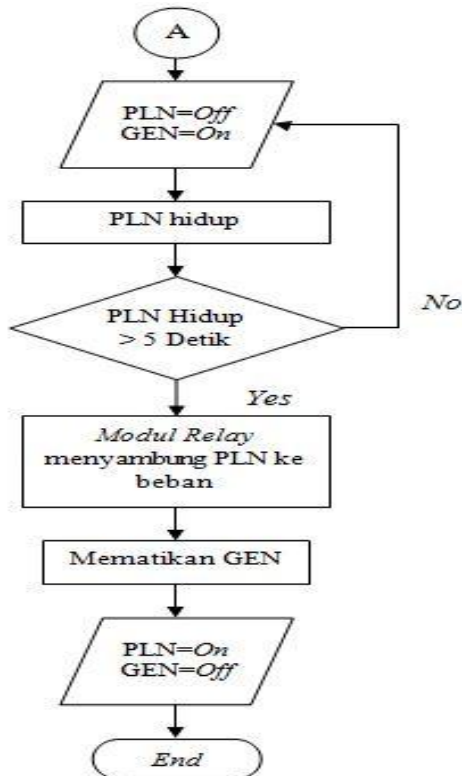 A
PLN=Off
GEN=On
PLN hidup
PLN Hidup
> 5 Detik
No
Yes
Modul Relay
menyambung PLN ke
beban
Mematikan GEN
PLN=On
GEN=Off
End